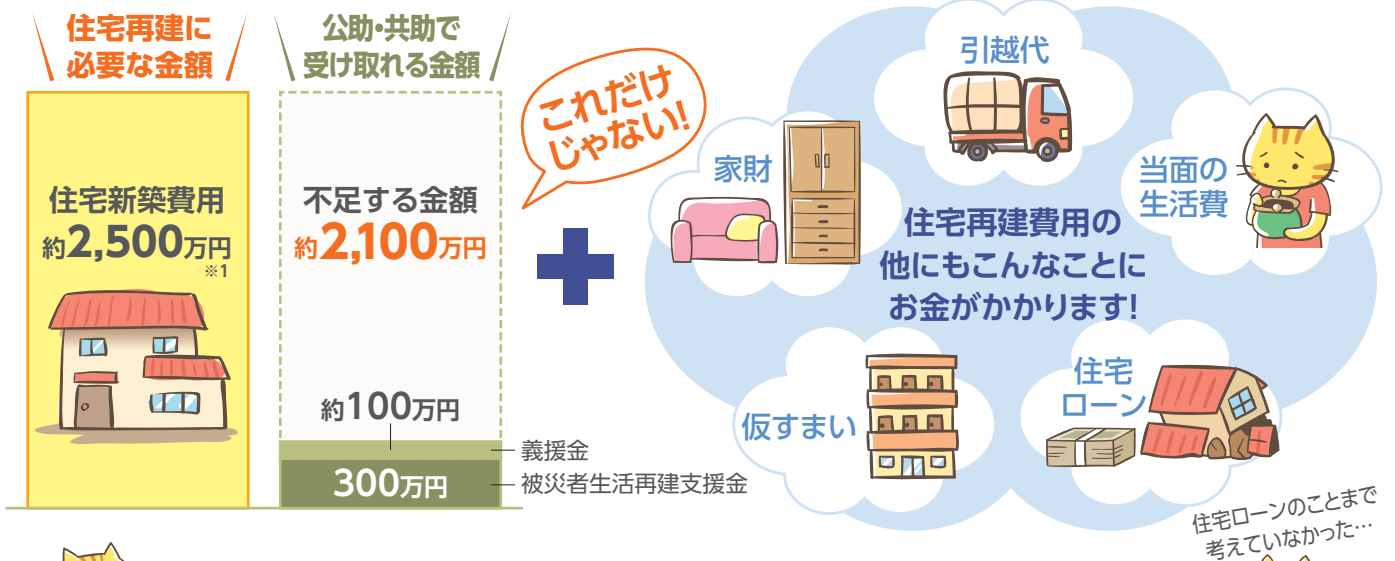 住宅再建に
必要な金額
住宅新築費用
約2,500万円
※1
公助・共助で
受け取れる金額
不足する金額
約2,100万円
約100万円
義援金
300万円
被災者生活再建支援金
これだけ
じゃない!
引越代
家財
当面の
生活費
住宅再建費用の
他にもこんなことに
お金がかかります!
仮すまい
住宅
ローン
住宅ローンのことまで
考えていなかった…